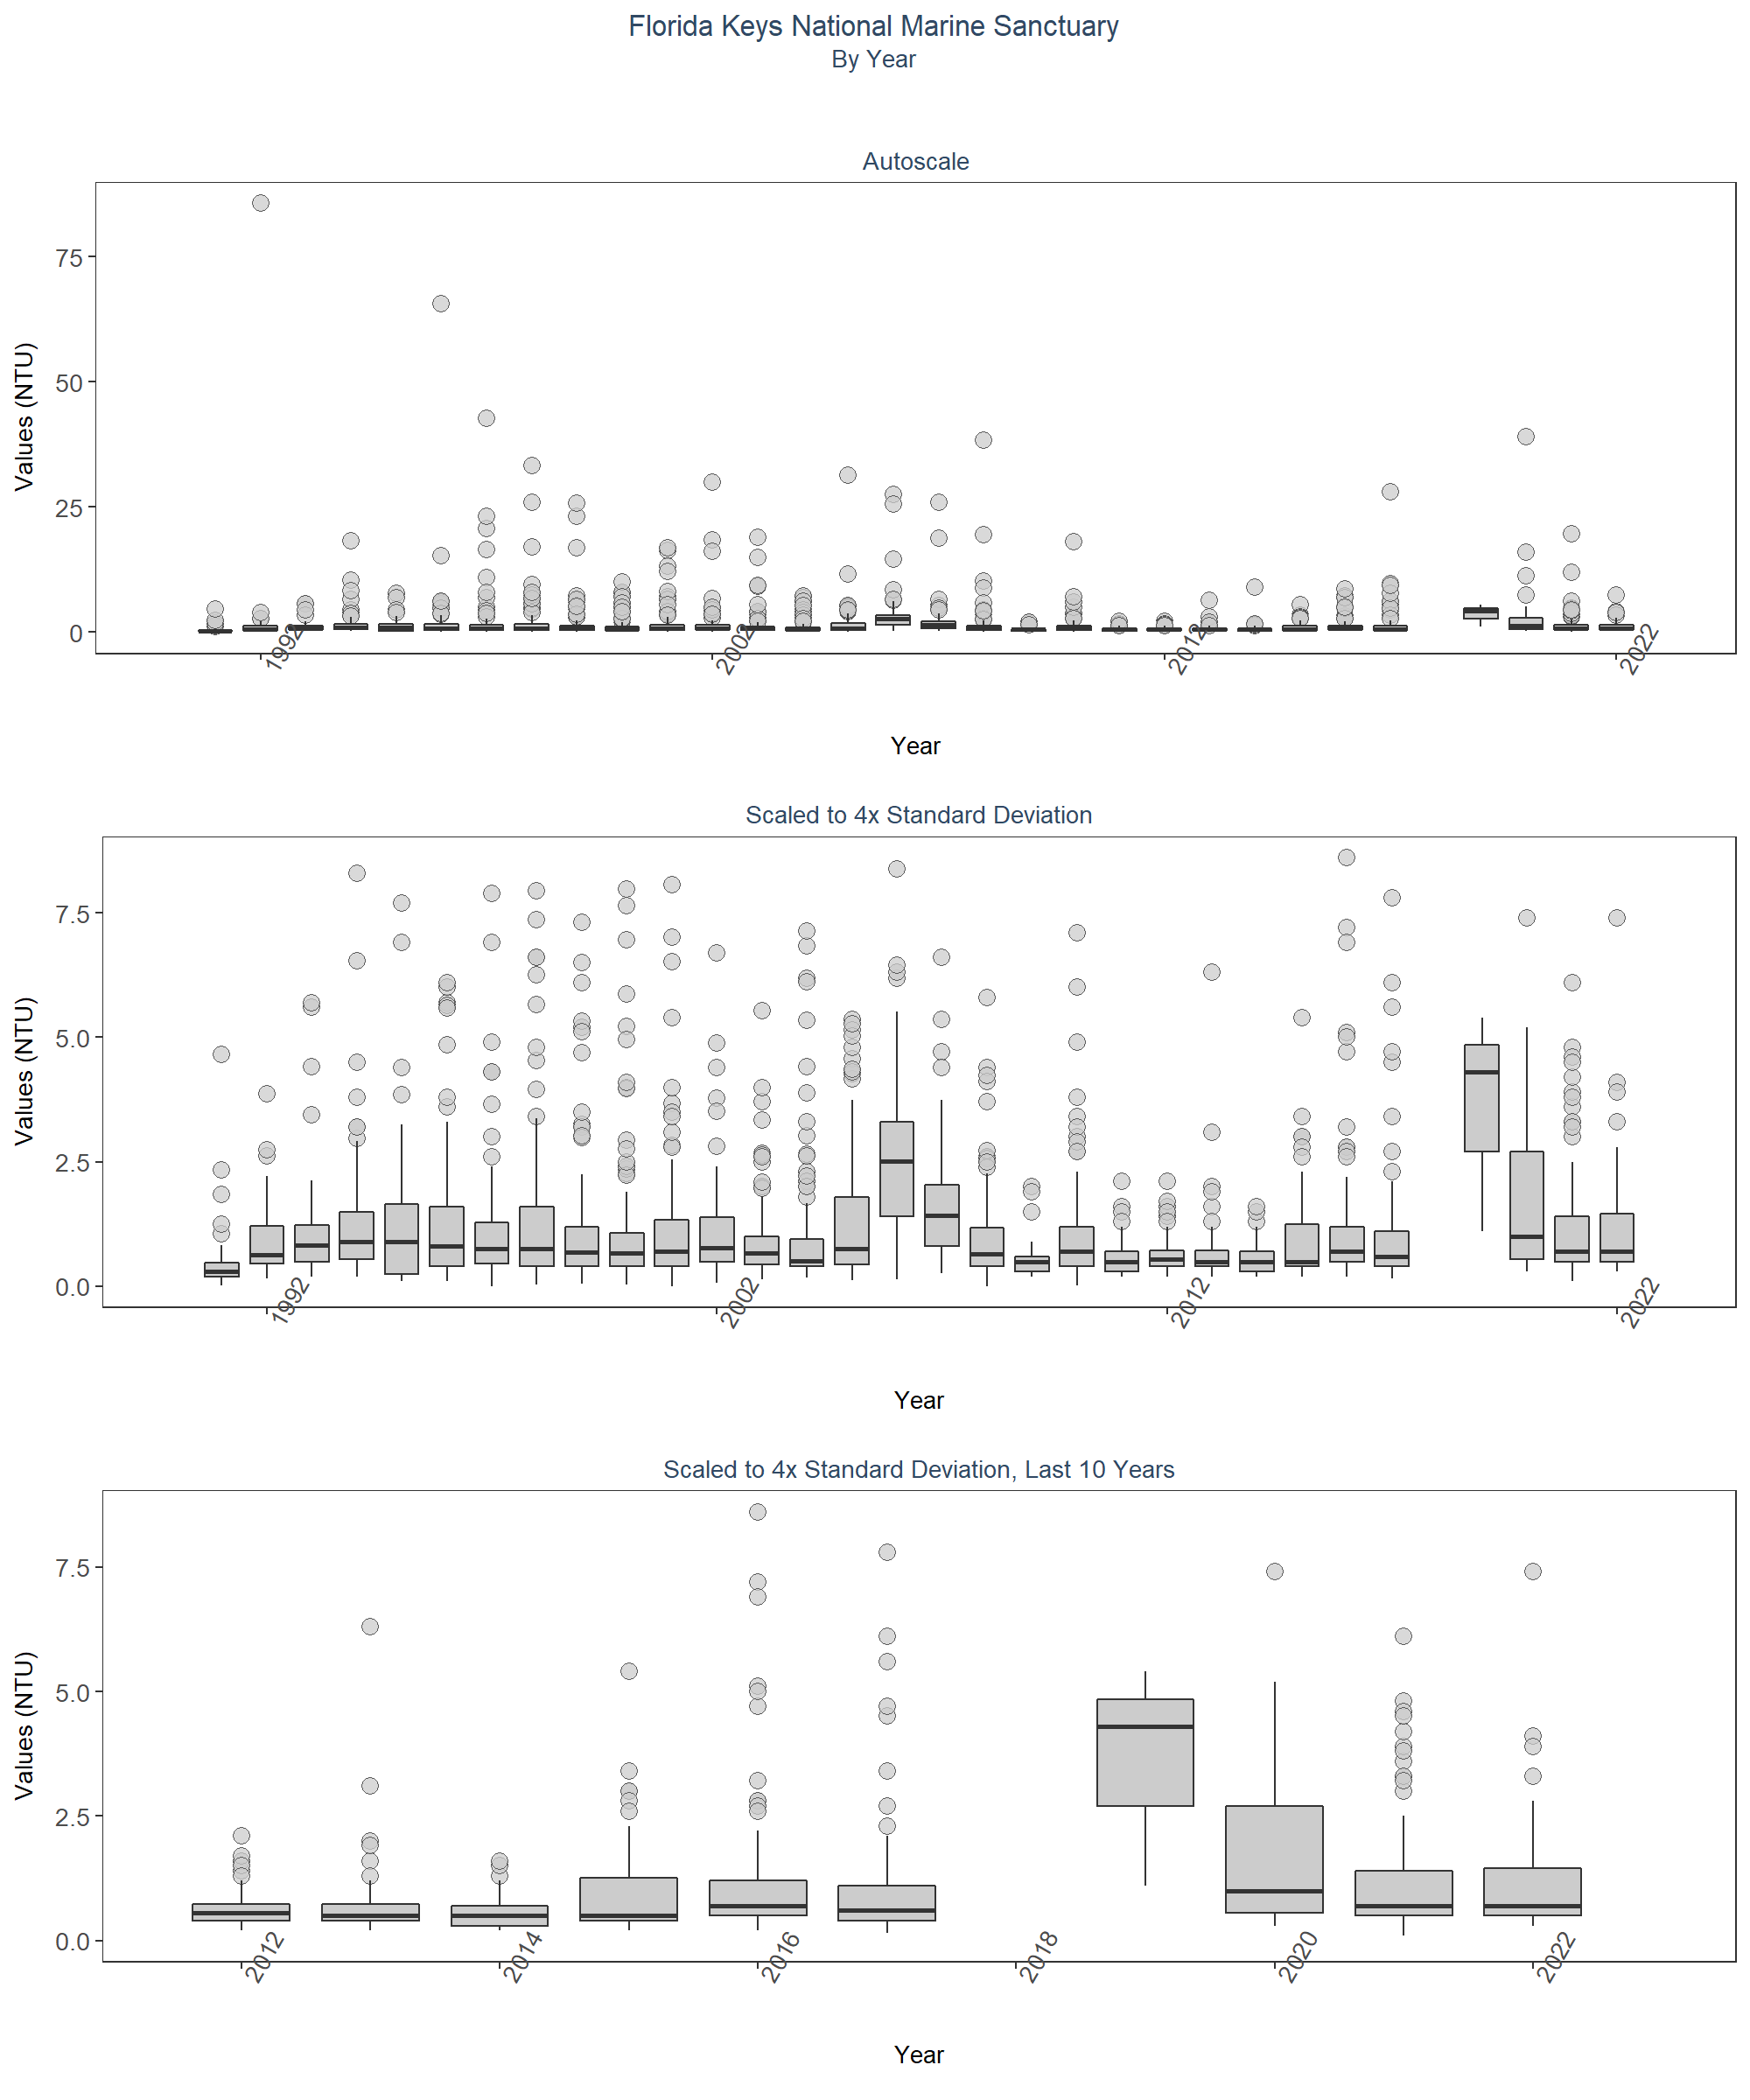 Florida Keys National Marine Sanctuary
By Year
Autoscale
Values (NTU)
75
50
25
0
1992
2002
2012
2022
Year
Scaled to 4x Standard Deviation
Values (NTU)
7.5
5.0
2.5
0.0
1992
2002
2012
2022
Year
Scaled to 4x Standard Deviation, Last 10 Years
Values (NTU)
7.5
5.0
2.5
0.0
2012
2014
2016
2018
2020
2022
Year